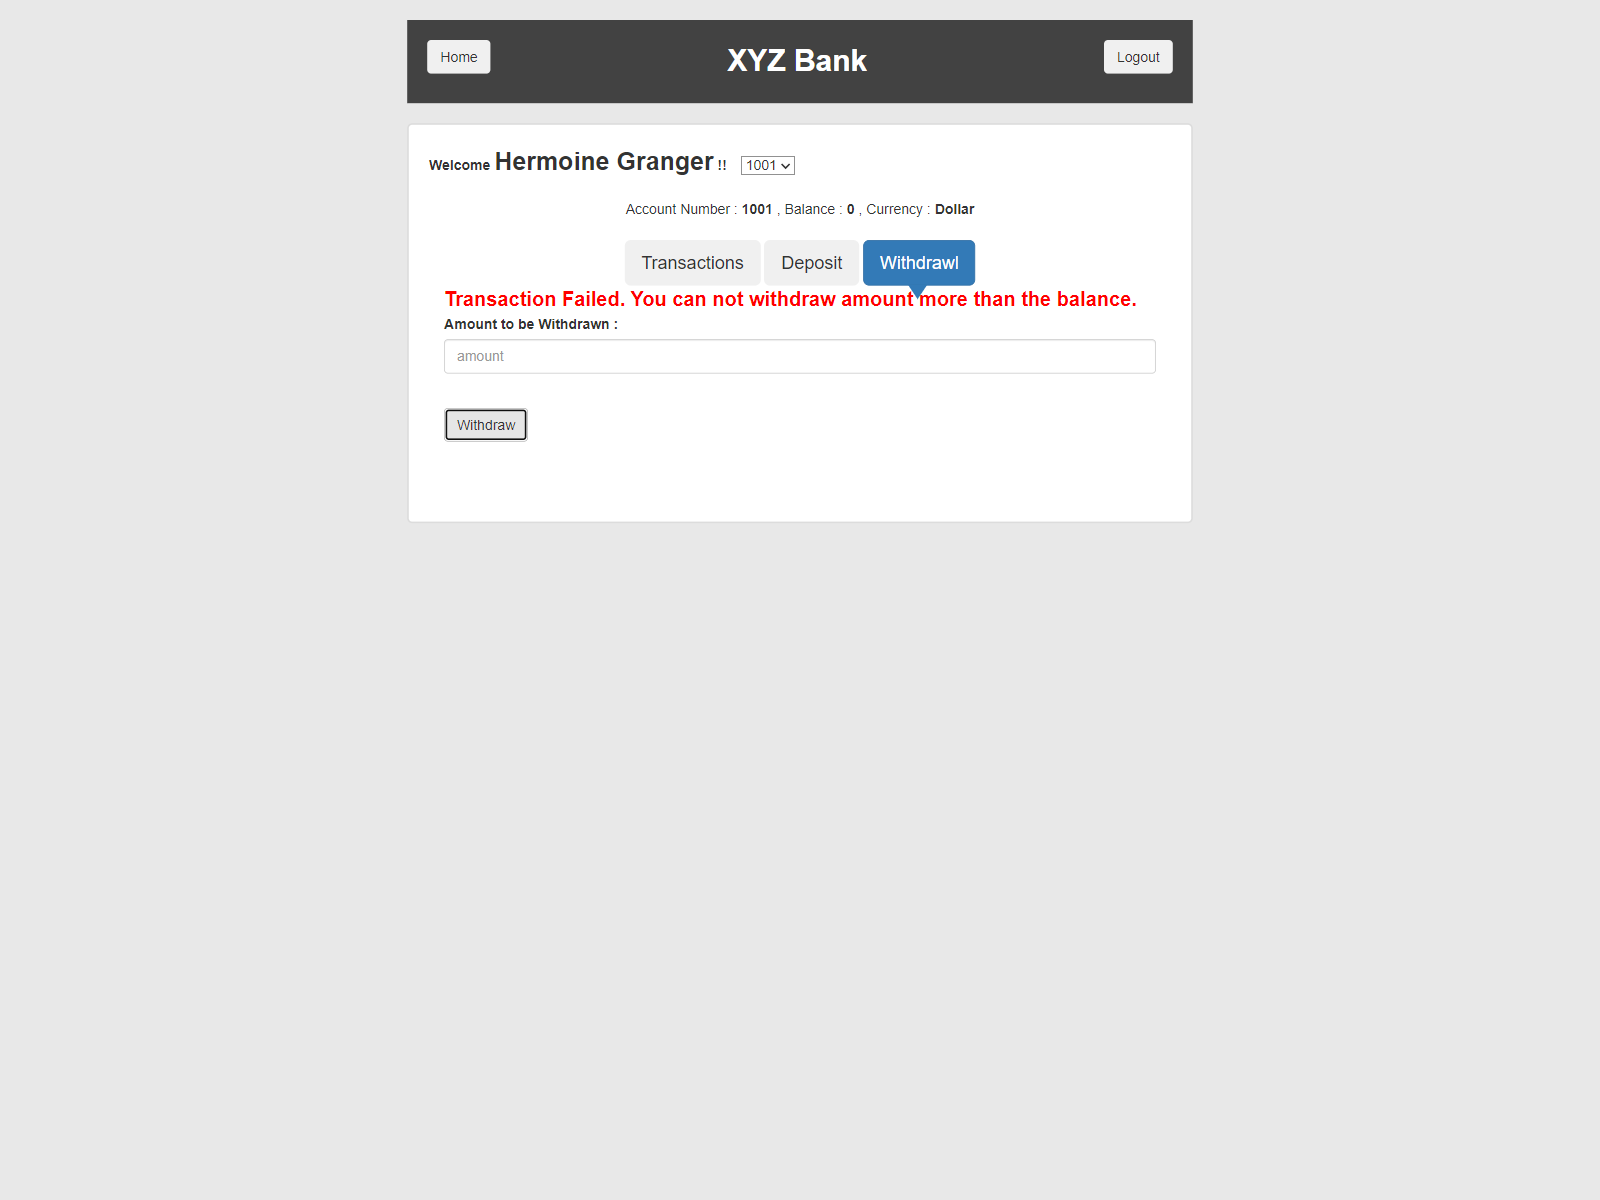 Home
XYZ Bank
Logout
Welcome Hermoine Granger !! 1001
Account Number : 1001 , Balance : 0 , Currency : Dollar
Transactions Deposit Withdrawl
Transaction Failed. You can not withdraw amount more than the balance.
Amount to be Withdrawn :
amount
Withdraw